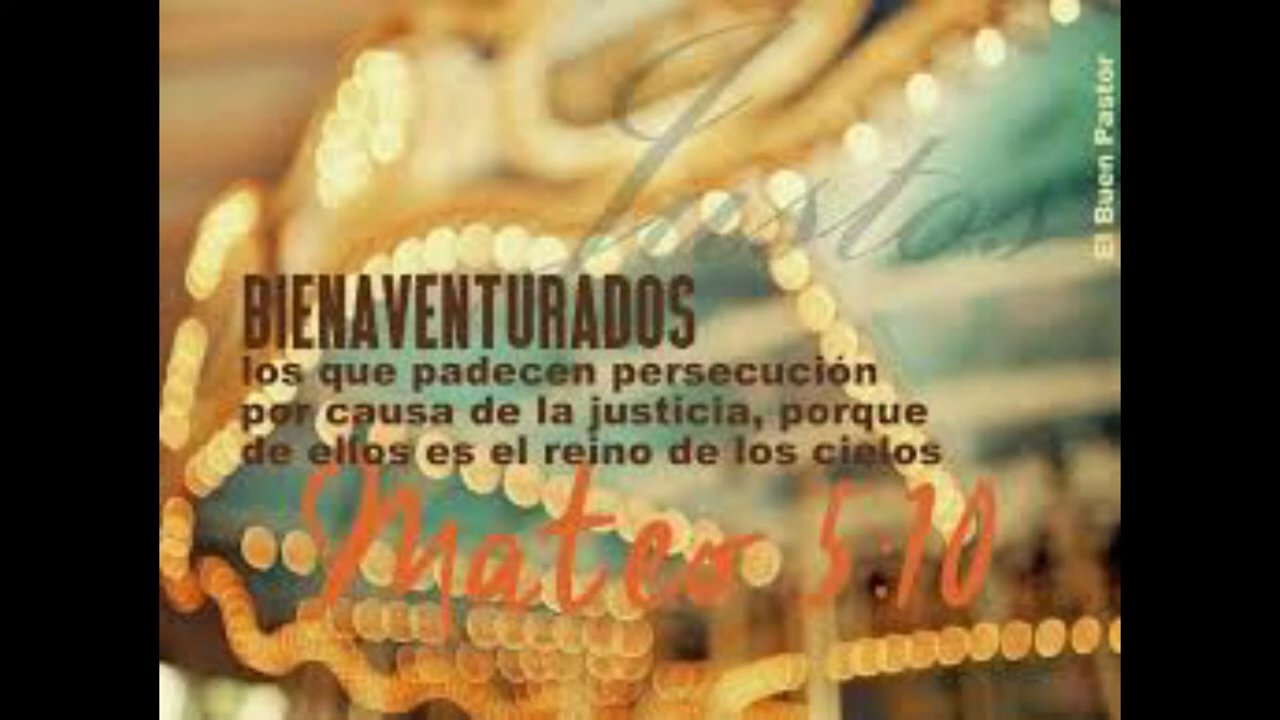 Justos
El Buen Pastor
BiENAVENTURADOS
los que padecen persecución
por causa de la justicia, porque
de ellos es el reino de los cielos
Mateo 5:10